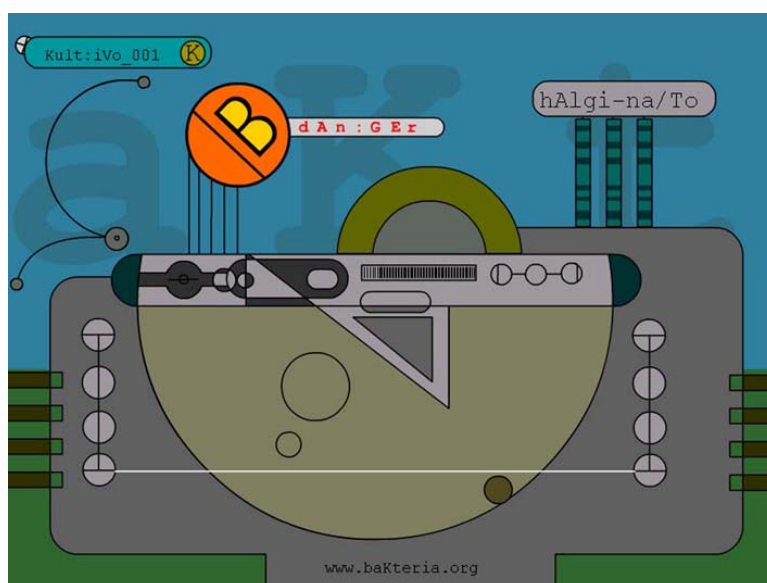 Kult:iVo_001 K
B
dAn:GEr
hAlgi-na/To
a K t
www.baKteria.org